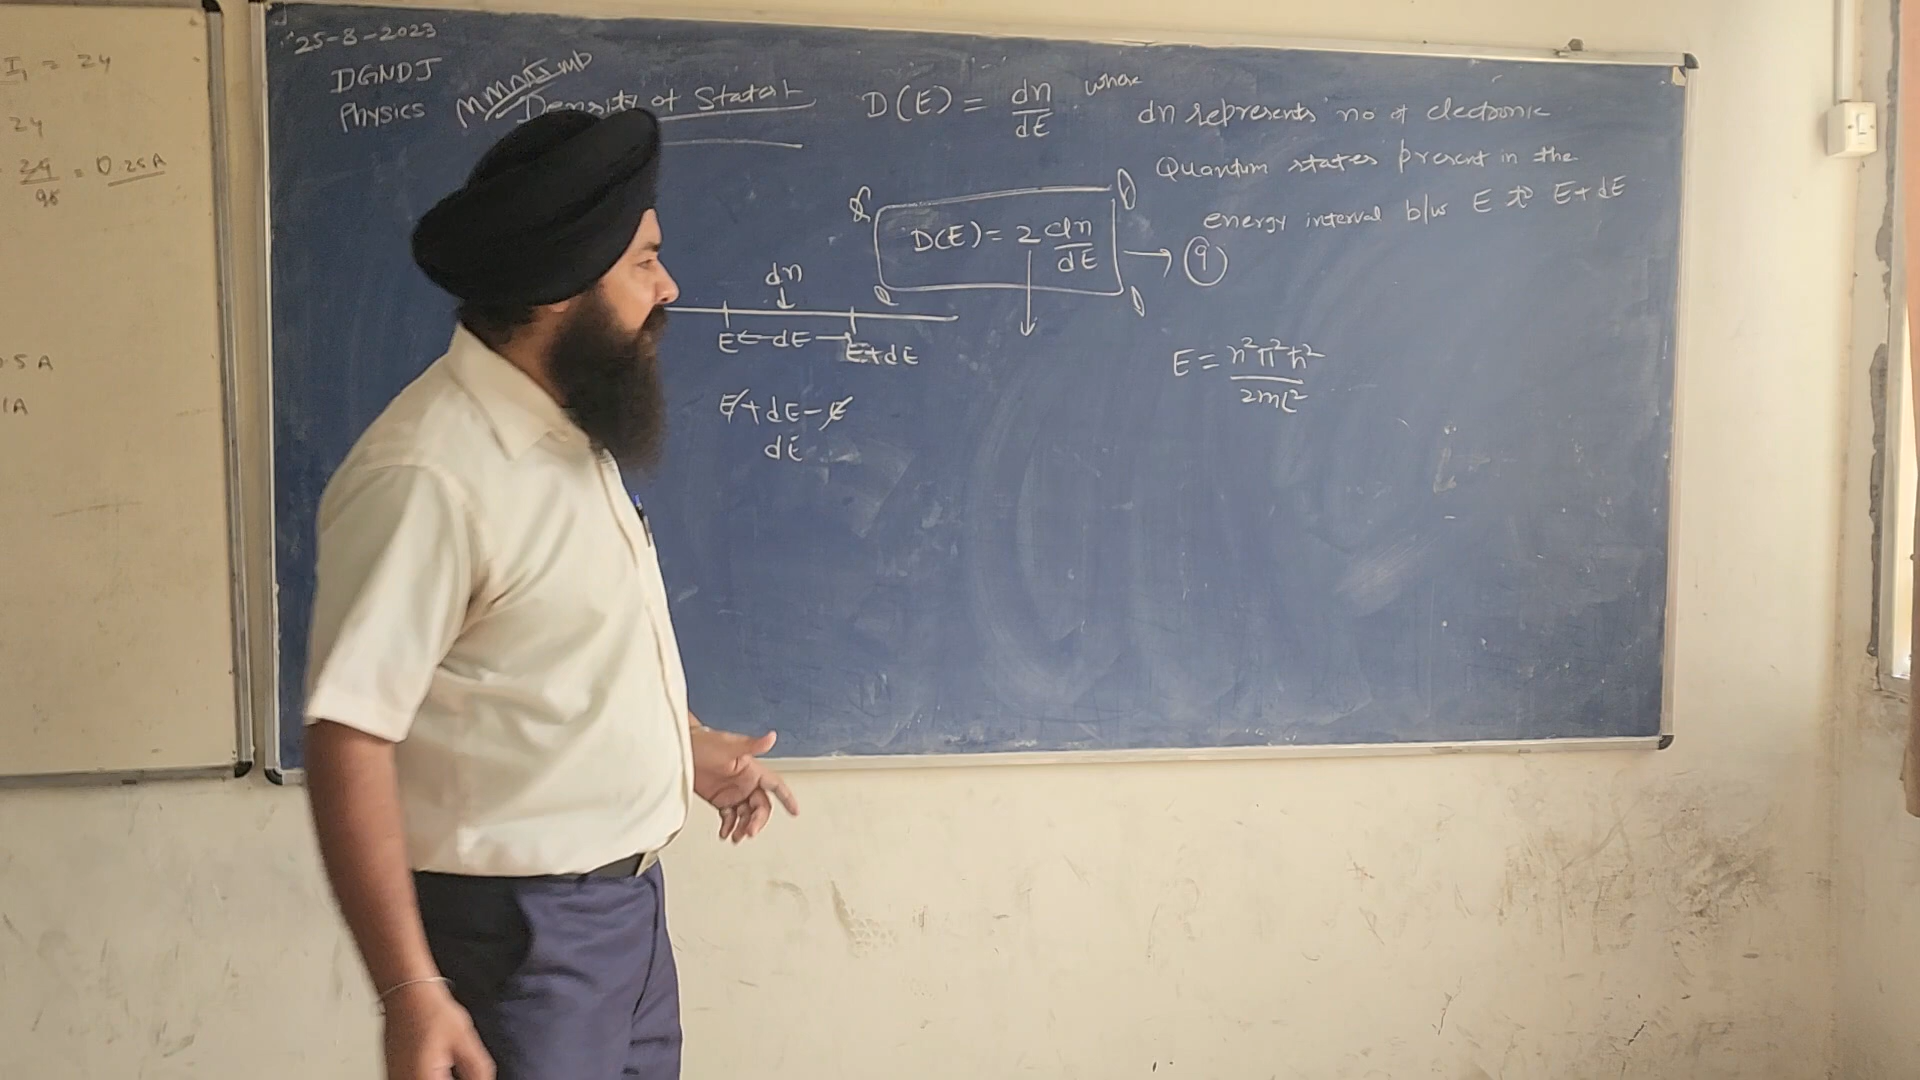 I₁ = 24
24
24/96 = 0.25A
.5 A
1A
25-8-2023
DGNDJ
Physics
Density of States
D(E) = dn/dE where
dn represents no of electronic
Quantum states present in the
energy interval b/w E to E+dE
D(E) = 2 dn/dE → (9)
dn
↓
E ← dE → E+dE
E+dE-E
dE
E = n²π²ħ²/2mL²